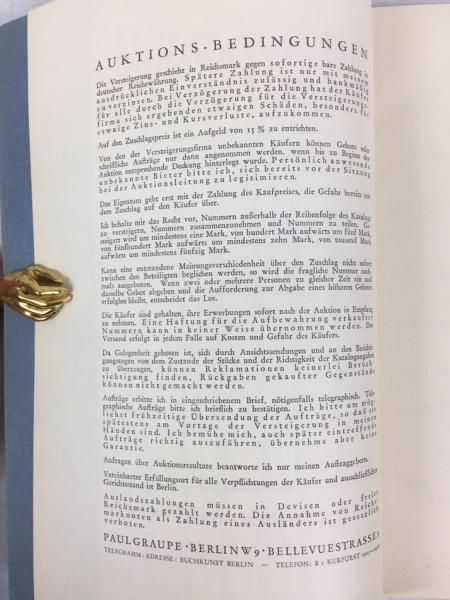 AUKTIONS-BEDINGUNGEN
Die Versteigerung geschieht in Reichsmark gegen sofortige bare Zahlung in
deutscher Reichswährung. Spätere Zahlung ist nur mit meinem
ausdrücklichen Einverständnis zulässig und bankmäßig
zu verzinsen. Bei Verzögerung der Zahlung hat der Käufer
für alle durch die Verzögerung für die Versteigerungs-
firma sich ergebenden etwaigen Schäden, besonders für
etwaige Zins- und Kursverluste, aufzukommen.
Auf den Zuschlagspreis ist ein Aufgeld von 15 % zu entrichten.
Von den der Versteigerungsfirma unbekannten Käufern können Gebote oder
schriftliche Aufträge nur dann angenommen werden, wenn bis zu Beginn der
Auktion entsprechende Deckung hinterlegt wurde. Persönlich anwesende
unbekannte Bieter bitte ich, sich bereits vor der Sitzung
bei der Auktionsleitung zu legitimieren.
Das Eigentum geht erst mit der Zahlung des Kaufpreises, die Gefahr bereits mit
dem Zuschlag auf den Käufer über.
Ich behalte mir das Recht vor, Nummern außerhalb der Reihenfolge des Katalogs
zu versteigern, Nummern zusammenzunehmen und Nummern zu teilen. Ge-
steigert wird um mindestens eine Mark, von hundert Mark aufwärts um fünf Mark,
von fünfhundert Mark aufwärts um mindestens zehn Mark, von tausend Mark
aufwärts um mindestens fünfzig Mark.
Kann eine entstandene Meinungsverschiedenheit über den Zuschlag nicht sofort
zwischen den Beteiligten beglichen werden, so wird die fragliche Nummer noch-
mals ausgeboten. Wenn zwei oder mehrere Personen zu gleicher Zeit ein und
dasselbe Gebot abgeben und die Aufforderung zur Abgabe eines höheren Gebotes
erfolglos bleibt, entscheidet das Los.
Die Käufer sind gehalten, ihre Erwerbungen sofort nach der Auktion in Empfang
zu nehmen. Eine Haftung für die Aufbewahrung verkaufter
Nummern kann in keiner Weise übernommen werden. Der
Versand erfolgt in jedem Falle auf Kosten und Gefahr des Käufers.
Da Gelegenheit geboten ist, sich durch Ansichtssendungen und an den Besichti-
gungstagen von dem Zustande der Stücke und der Richtigkeit der Katalogangaben
zu überzeugen, können Reklamationen keinerlei Berück-
sichtigung finden, Rückgaben gekaufter Gegenstände
können nicht gemacht werden.
Aufträge erbitte ich in eingeschriebenem Brief, nötigenfalls telegraphisch. Tele-
graphische Aufträge bitte ich brieflich zu bestätigen. Ich bitte um mög-
lichst frühzeitige Übersendung der Aufträge, so daß sie
spätestens am Vortage der Versteigerung in meinen
Händen sind. Ich bemühe mich, auch später eintreffende
Aufträge richtig auszuführen, übernehme aber keine
Garantie.
Anfragen über Auktionsresultate beantworte ich nur meinen Auftraggebern.
Vereinbarter Erfüllungsort für alle Verpflichtungen der Käufer und ausschließlicher
Gerichtsstand ist Berlin.
Auslandszahlungen müssen in Devisen oder freier
Reichsmark gezahlt werden. Die Annahme von Reichs-
marknoten als Zahlung eines Ausländers ist gesetzlich
verboten.
PAUL GRAUPE · BERLIN W 9 · BELLEVUESTRASSE
TELEGRAMM-ADRESSE: BUCHKUNST BERLIN — TELEFON: B 1 KURFÜRST